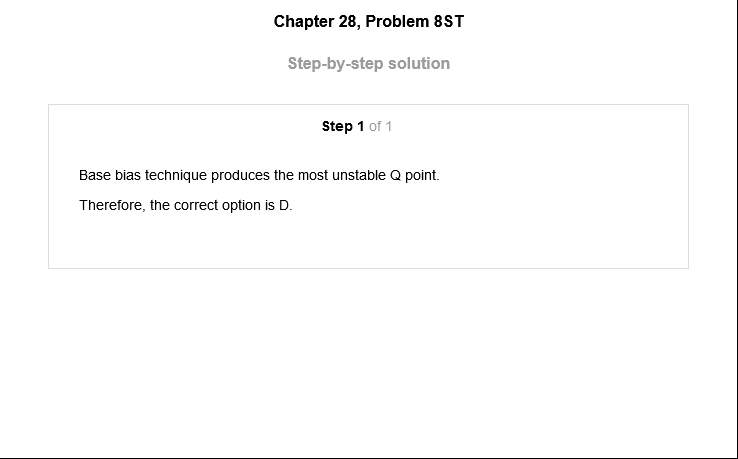 Chapter 28, Problem 8ST
Step-by-step solution
Step 1 of 1
Base bias technique produces the most unstable Q point.
Therefore, the correct option is D.